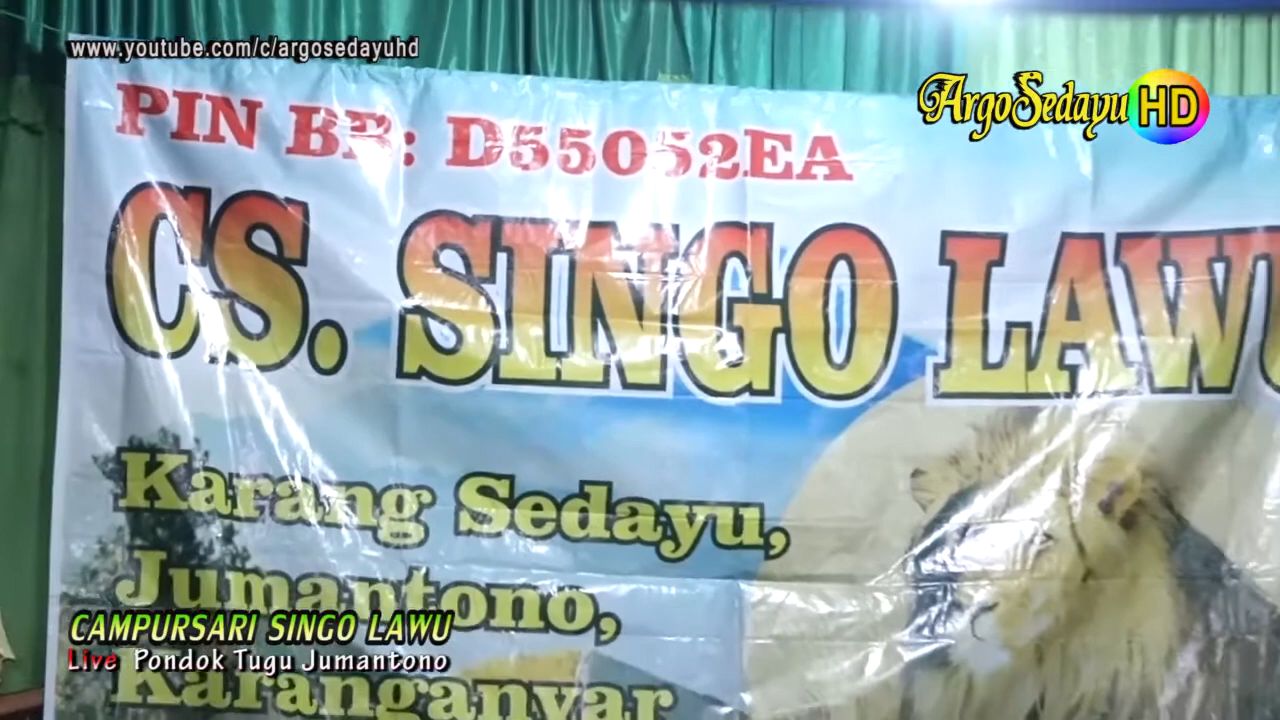 www.youtube.com/c/argosedayuhd
ArgoSedayu HD
PIN BB: D55052EA
CS. SINGO LAWU
Karang Sedayu,
Jumantono,
Karanganyar
CAMPURSARI SINGO LAWU
Live Pondok Tugu Jumantono